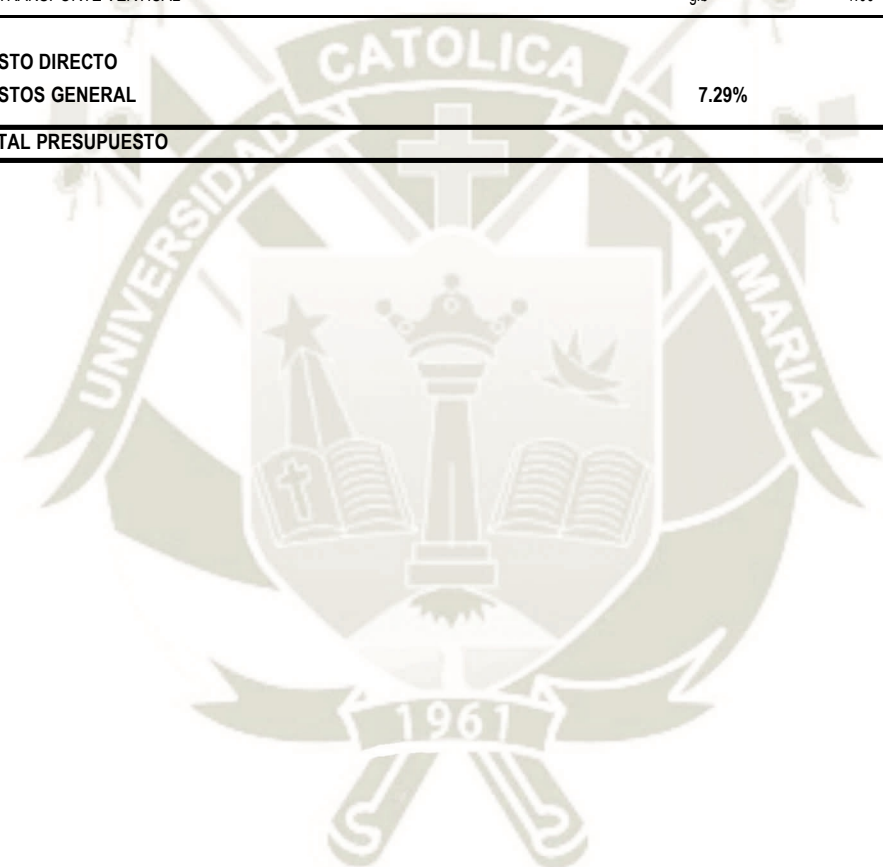 STO DIRECTO
STOS GENERAL 7.29%
TAL PRESUPUESTO
UNIVERSIDAD CATOLICA SANTA MARIA
1961